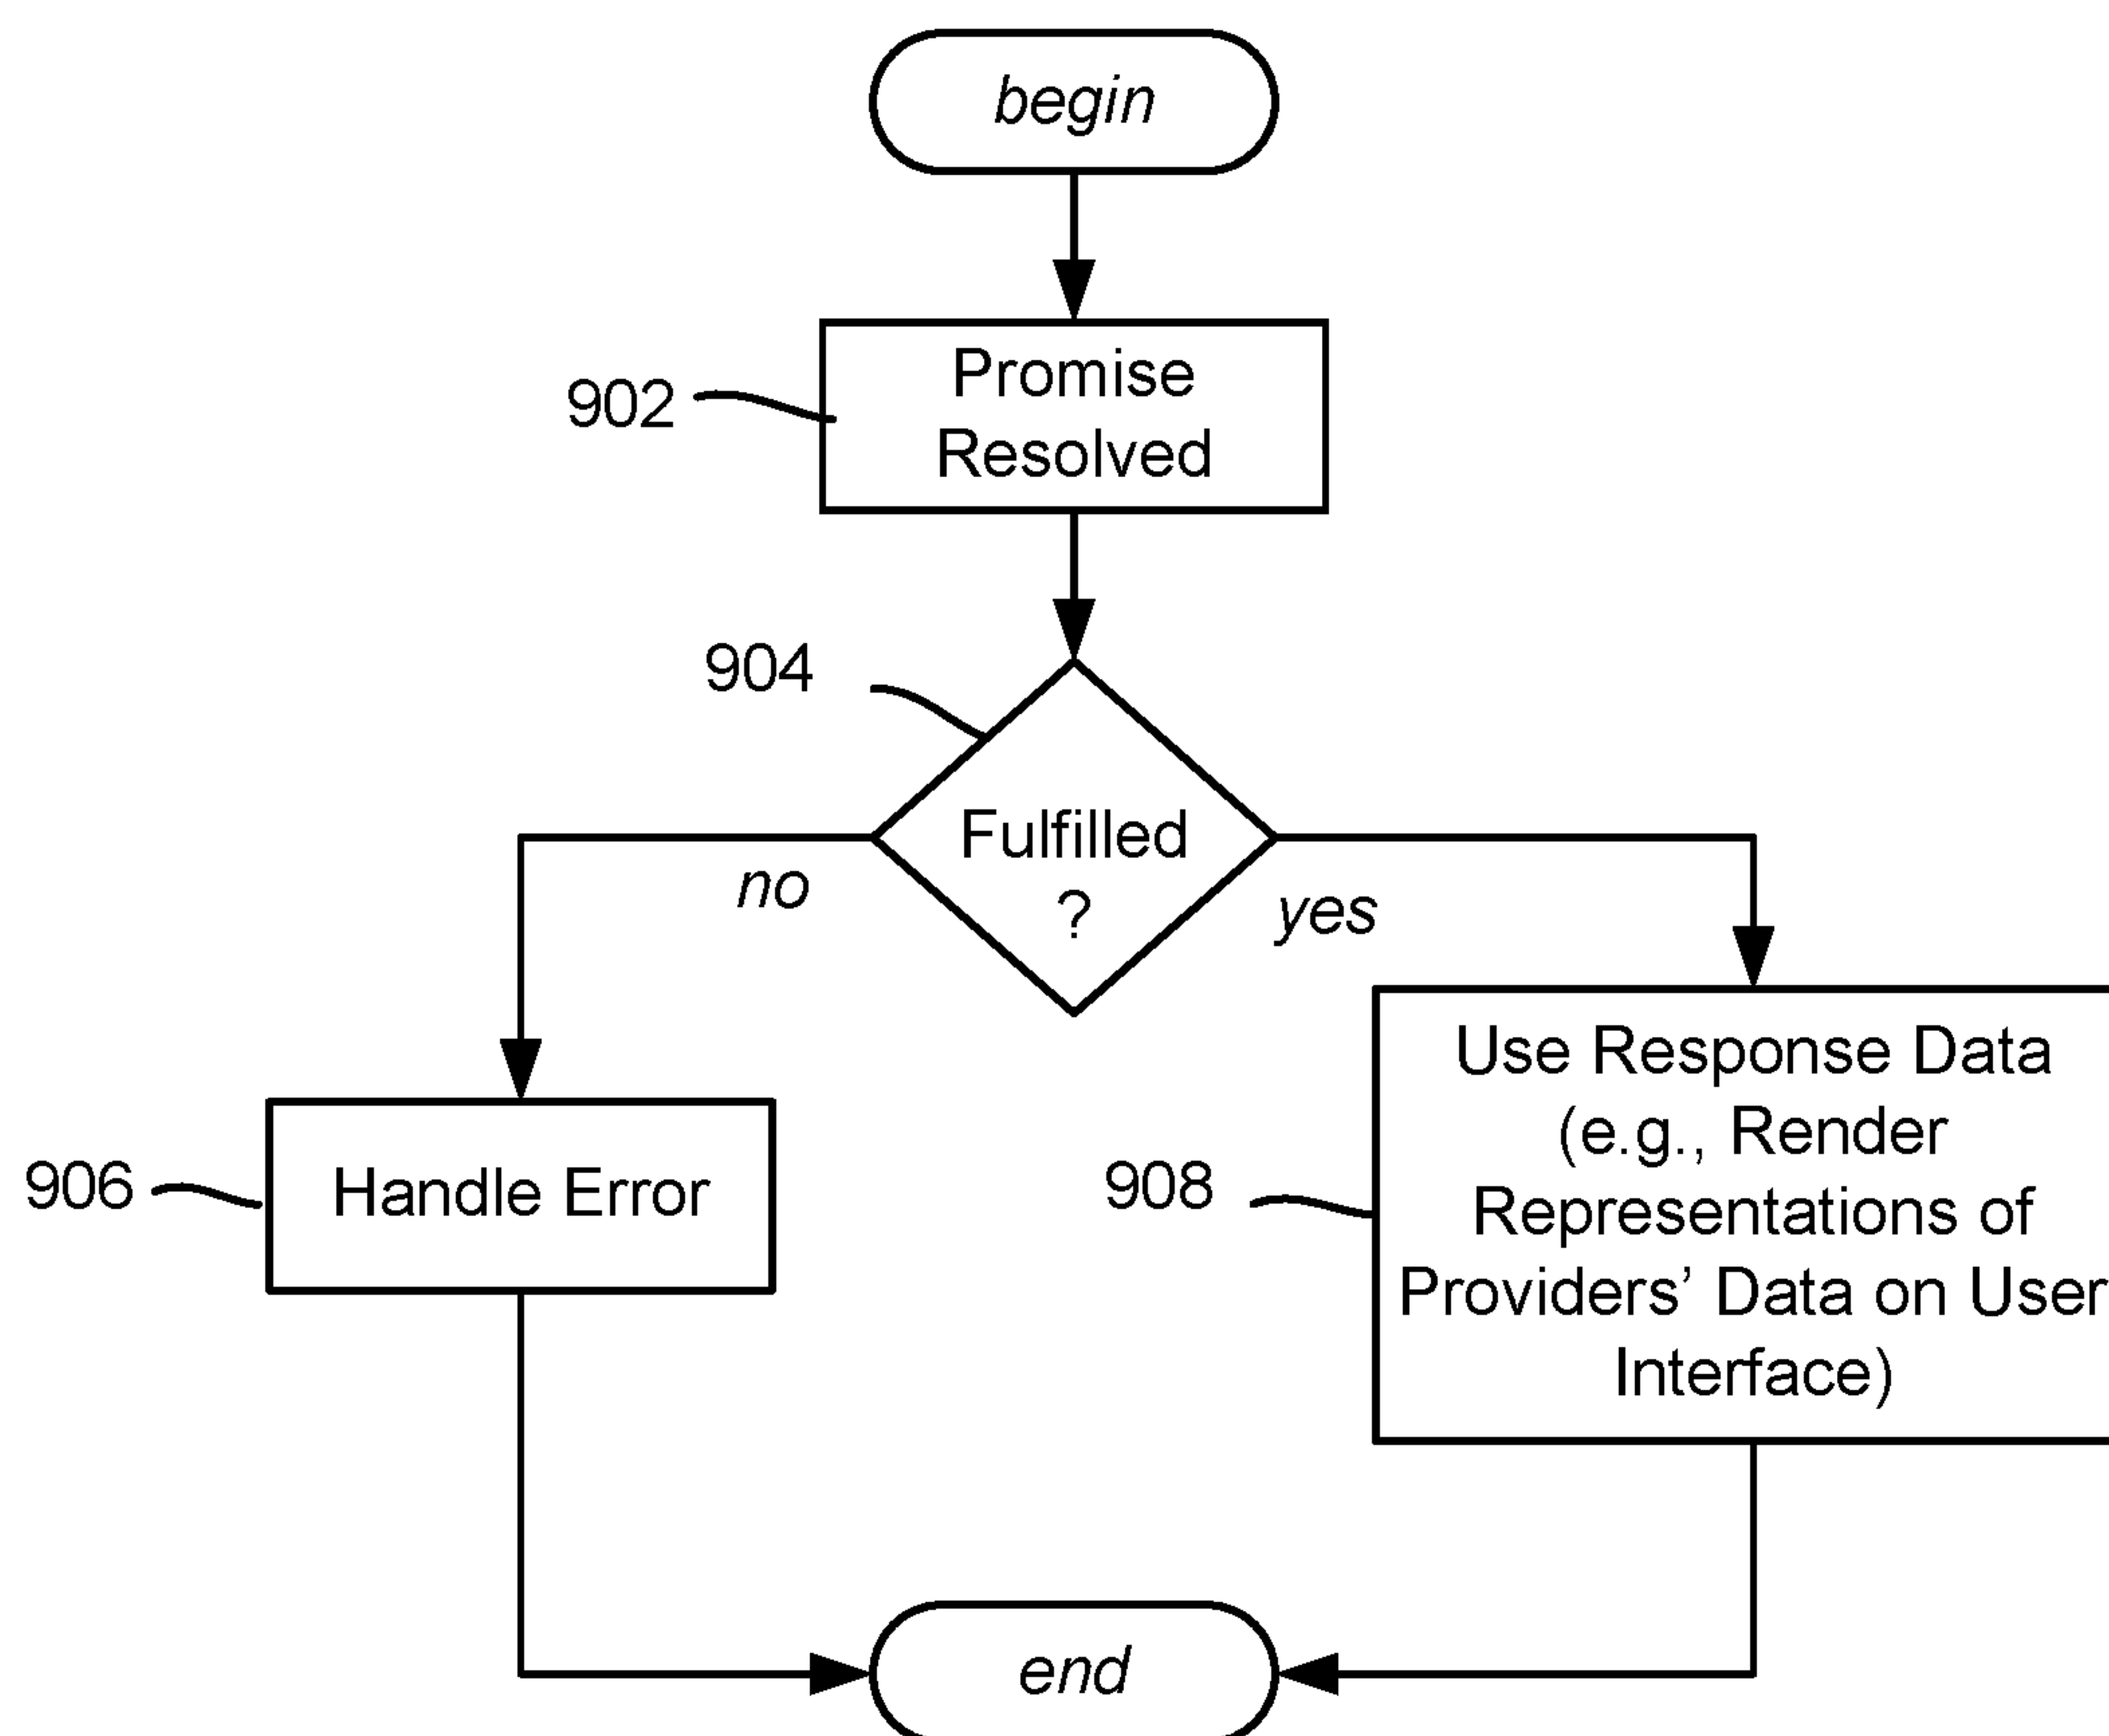 begin
902
Promise
Resolved
904
Fulfilled
?
no
yes
906
Handle Error
908
Use Response Data
(e.g., Render
Representations of
Providers’ Data on User
Interface)
end